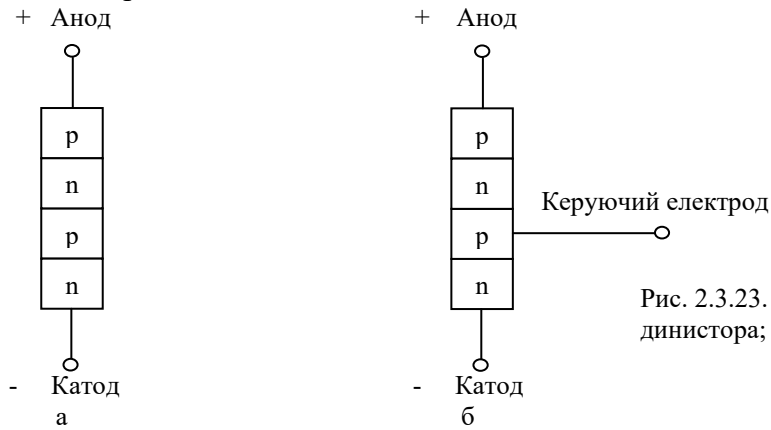 + Анод
+ Анод
p
n
p
n
p
n
p
n
Керуючий електрод
Рис. 2.3.23.
динистора;
- Катод
- Катод
а
б